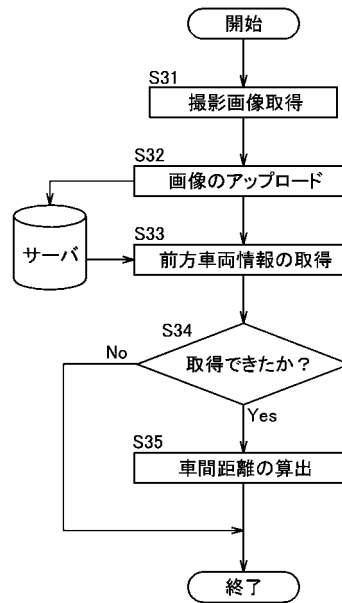 開始
S31
撮影画像取得
S32
画像のアップロード
サーバ
S33
前方車両情報の取得
S34
取得できたか？
No
Yes
S35
車間距離の算出
終了